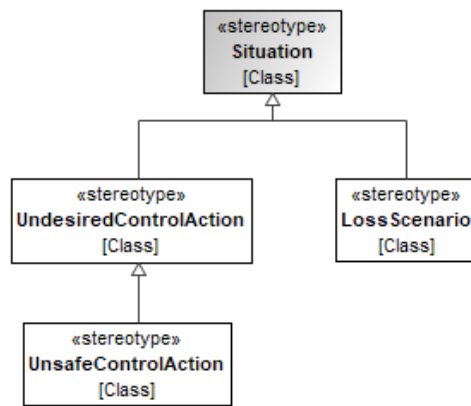 «stereotype»
Situation
[Class]
«stereotype»
UndesiredControlAction
[Class]
«stereotype»
LossScenario
[Class]
«stereotype»
UnsafeControlAction
[Class]